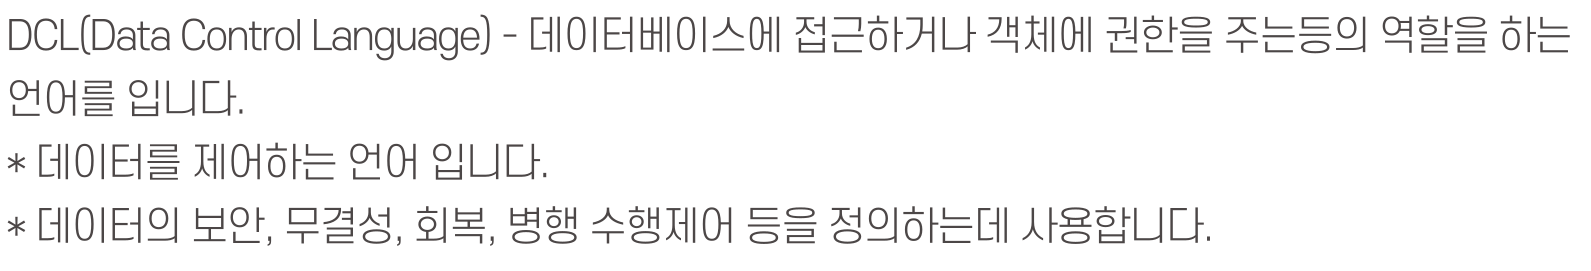 DCL(Data Control Language) - 데이터베이스에 접근하거나 객체에 권한을 주는등의 역할을 하는
언어를 입니다.
* 데이터를 제어하는 언어 입니다.
* 데이터의 보안, 무결성, 회복, 병행 수행제어 등을 정의하는데 사용합니다.